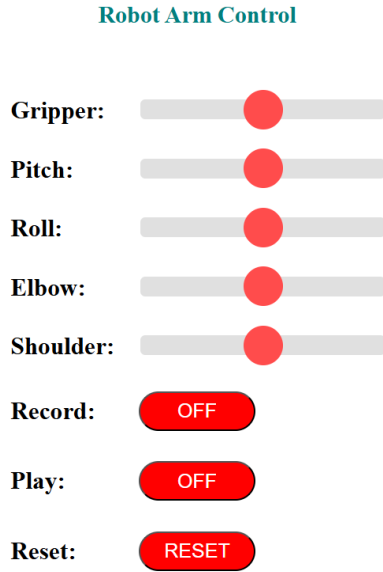 Robot Arm Control
Gripper:
Pitch:
Roll:
Elbow:
Shoulder:
Record: OFF
Play: OFF
Reset: RESET